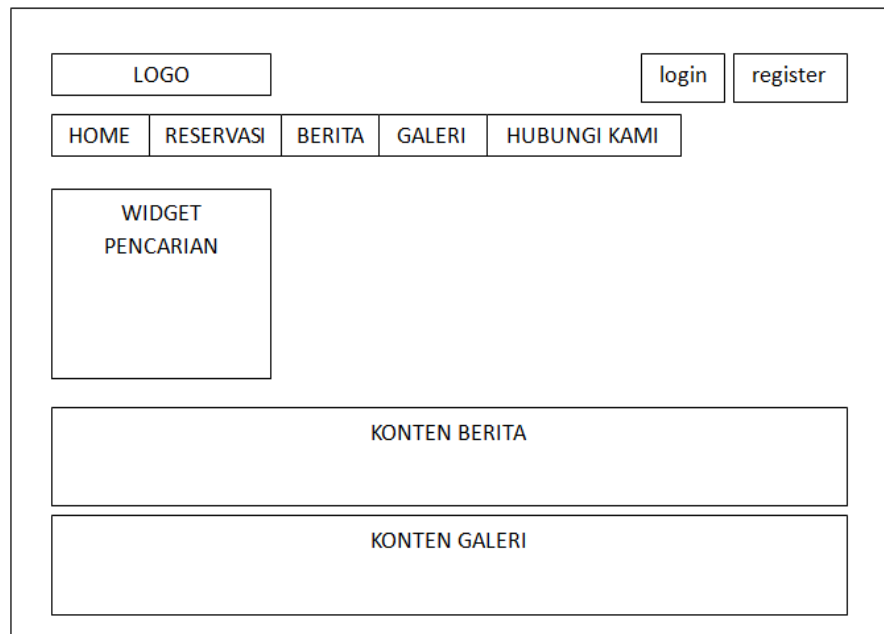 LOGO
login
register
HOME
RESERVASI
BERITA
GALERI
HUBUNGI KAMI
WIDGET
PENCARIAN
KONTEN BERITA
KONTEN GALERI